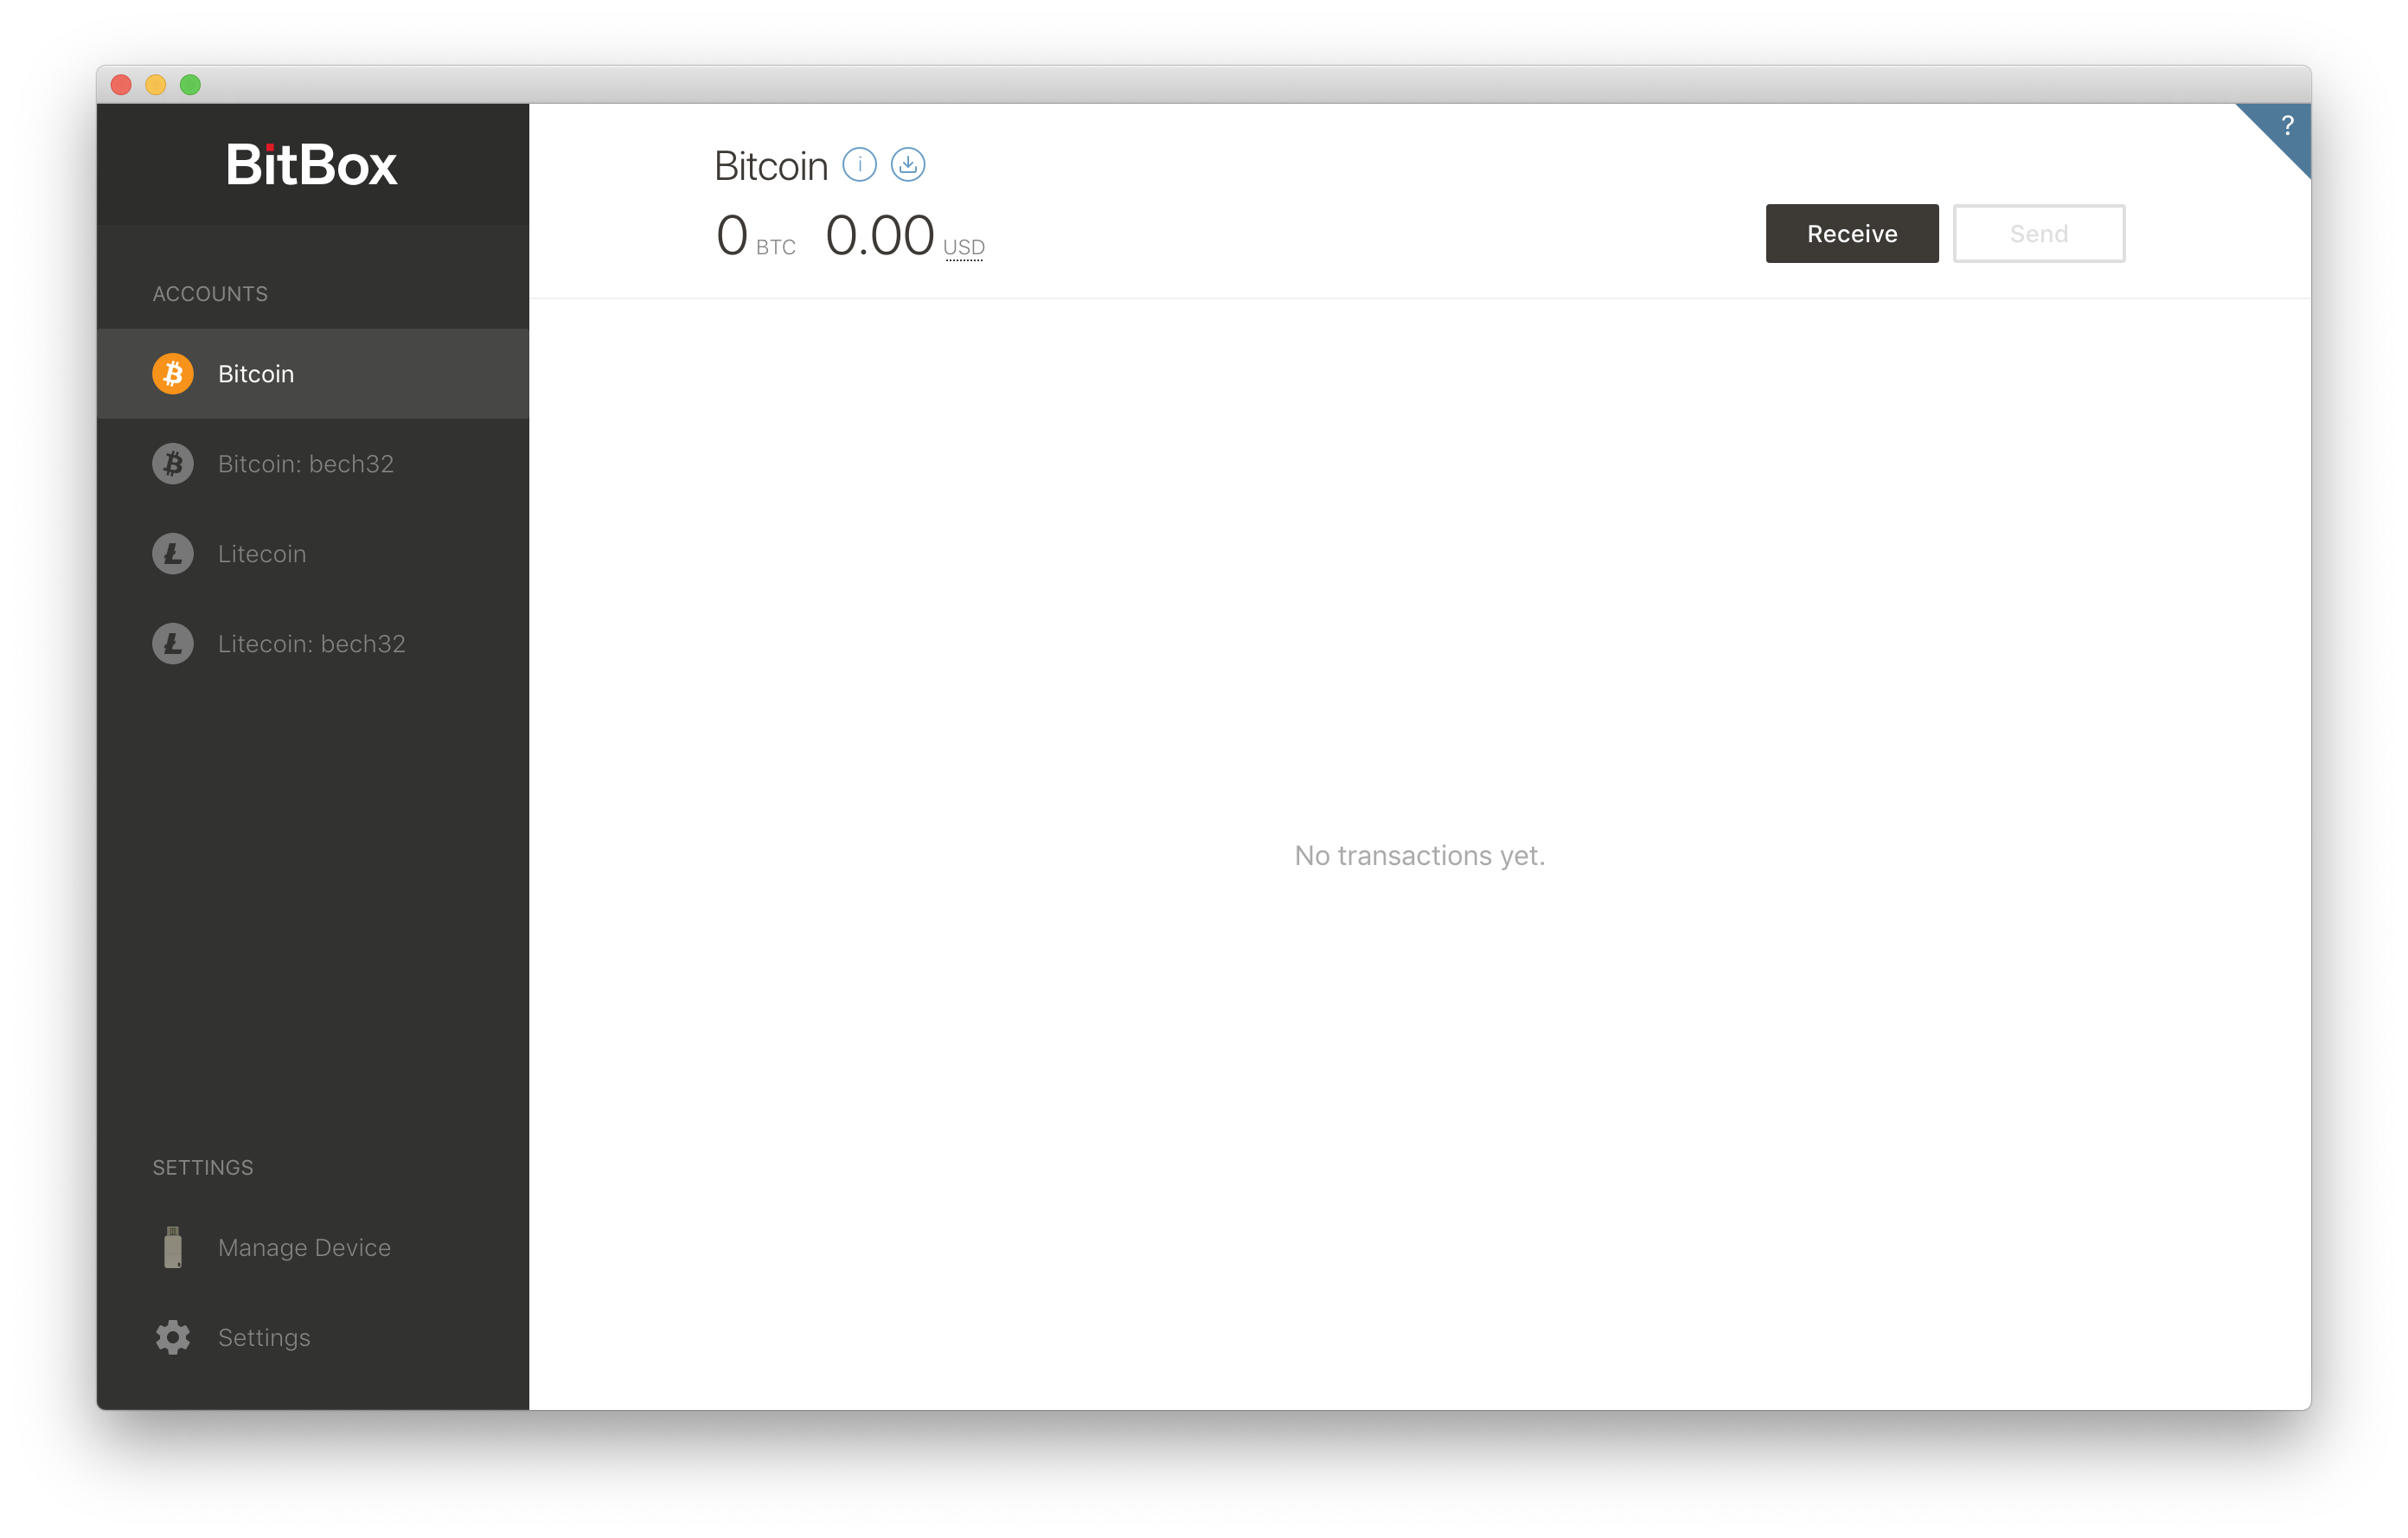 BitBox
ACCOUNTS
Bitcoin
Bitcoin: bech32
Litecoin
Litecoin: bech32
SETTINGS
Manage Device
Settings
Bitcoin i
0 BTC 0.00 USD
Receive Send
?
No transactions yet.